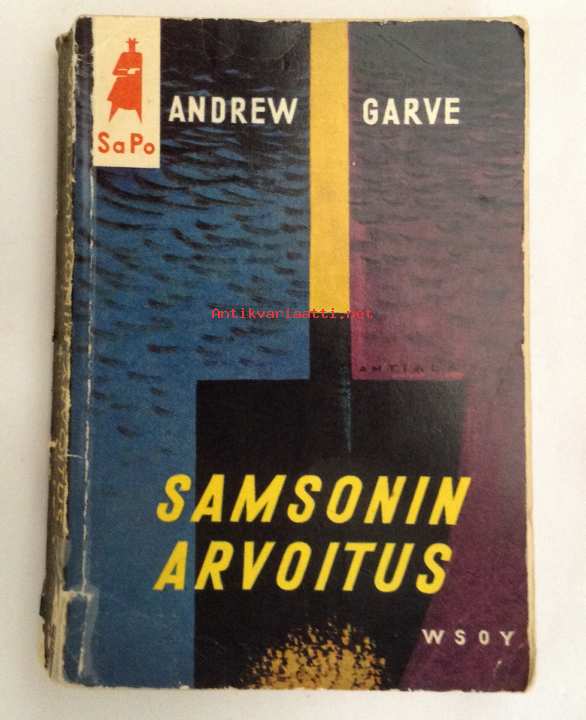 ANDREW GARVE
SaPo
Antikvariaatti.net
SAMSONIN
ARVOITUS
WSOY